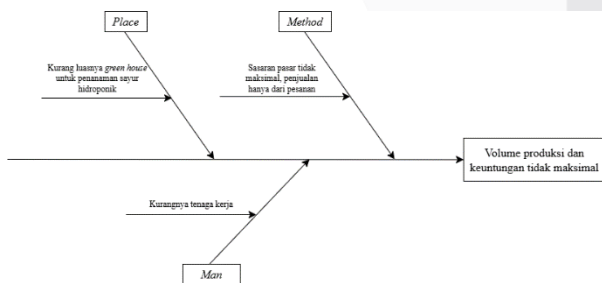 Place
Method
Kurang luasnya green house
untuk penanaman sayur
hidroponik
Sasaran pasar tidak
maksimal, penjualan
hanya dari pesanan
Volume produksi dan
keuntungan tidak maksimal
Kurangnya tenaga kerja
Man